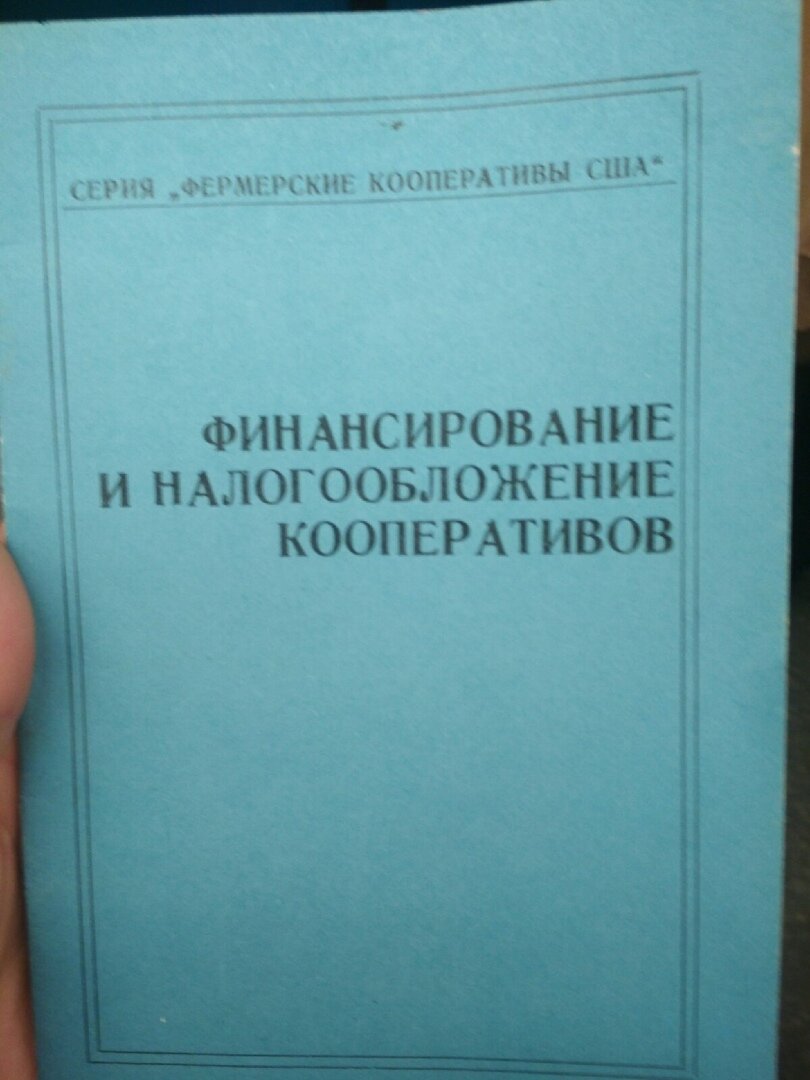 СЕРИЯ „ФЕРМЕРСКИЕ КООПЕРАТИВЫ США“
ФИНАНСИРОВАНИЕ
И НАЛОГООБЛОЖЕНИЕ
КООПЕРАТИВОВ